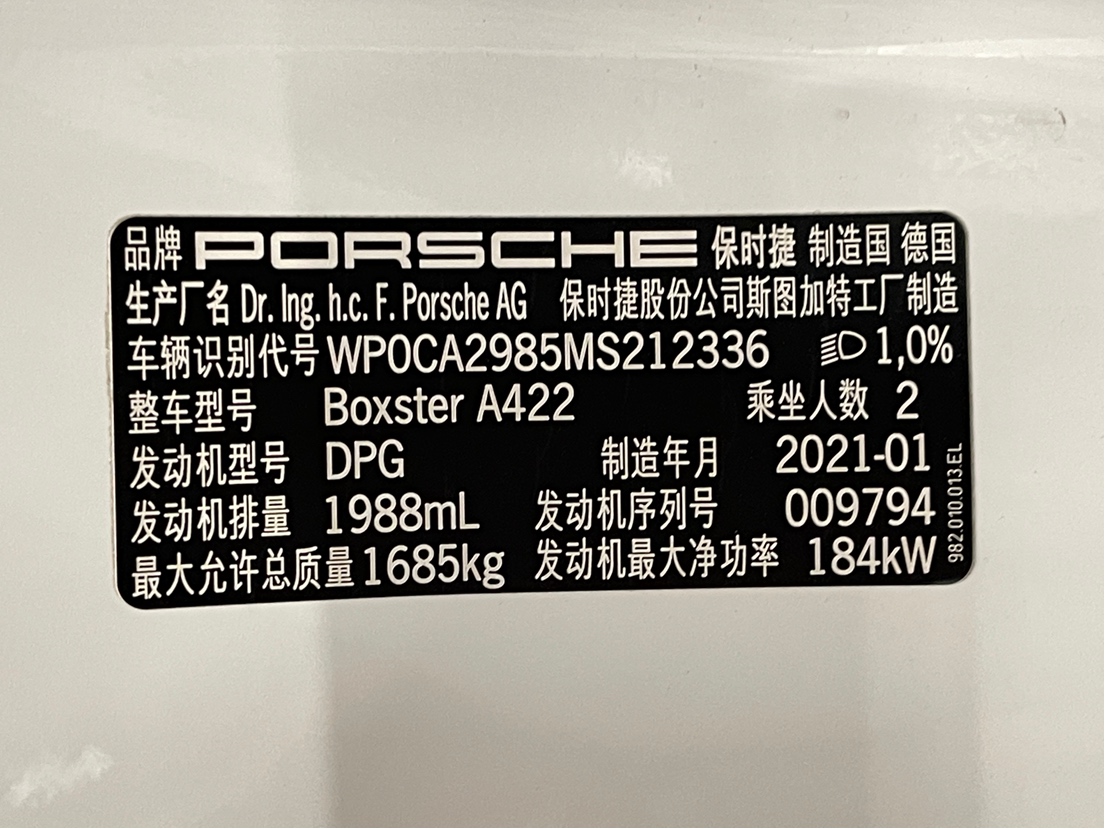 品牌 PORSCHE 保时捷 制造国 德国
生产厂名 Dr. Ing. h.c. F. Porsche AG 保时捷股份公司斯图加特工厂制造
车辆识别代号 WP0CA2985MS212336 1,0%
整车型号 Boxster A422 乘坐人数 2
发动机型号 DPG 制造年月 2021-01
发动机排量 1988mL 发动机序列号 009794
最大允许总质量 1685kg 发动机最大净功率 184kW
982.010.013.EL